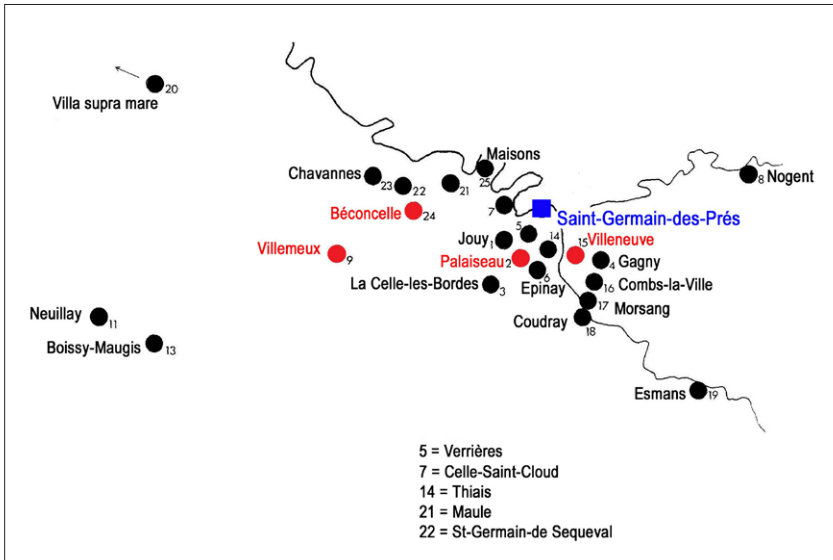 20
Villa supra mare
Maisons
25
Chavannes
23
22
21
8 Nogent
Béconcelle
24
7
Saint-Germain-des-Prés
5
14
15
Villeneuve
Jouy 1
Villemeux
9
Palaiseau 2
4 Gagny
6
Epinay
La Celle-les-Bordes
3
16 Combs-la-Ville
17 Morsang
Neuillay
11
Coudray
18
Boissy-Maugis
13
Esmans
19
5 = Verrières
7 = Celle-Saint-Cloud
14 = Thiais
21 = Maule
22 = St-Germain-de Sequeval